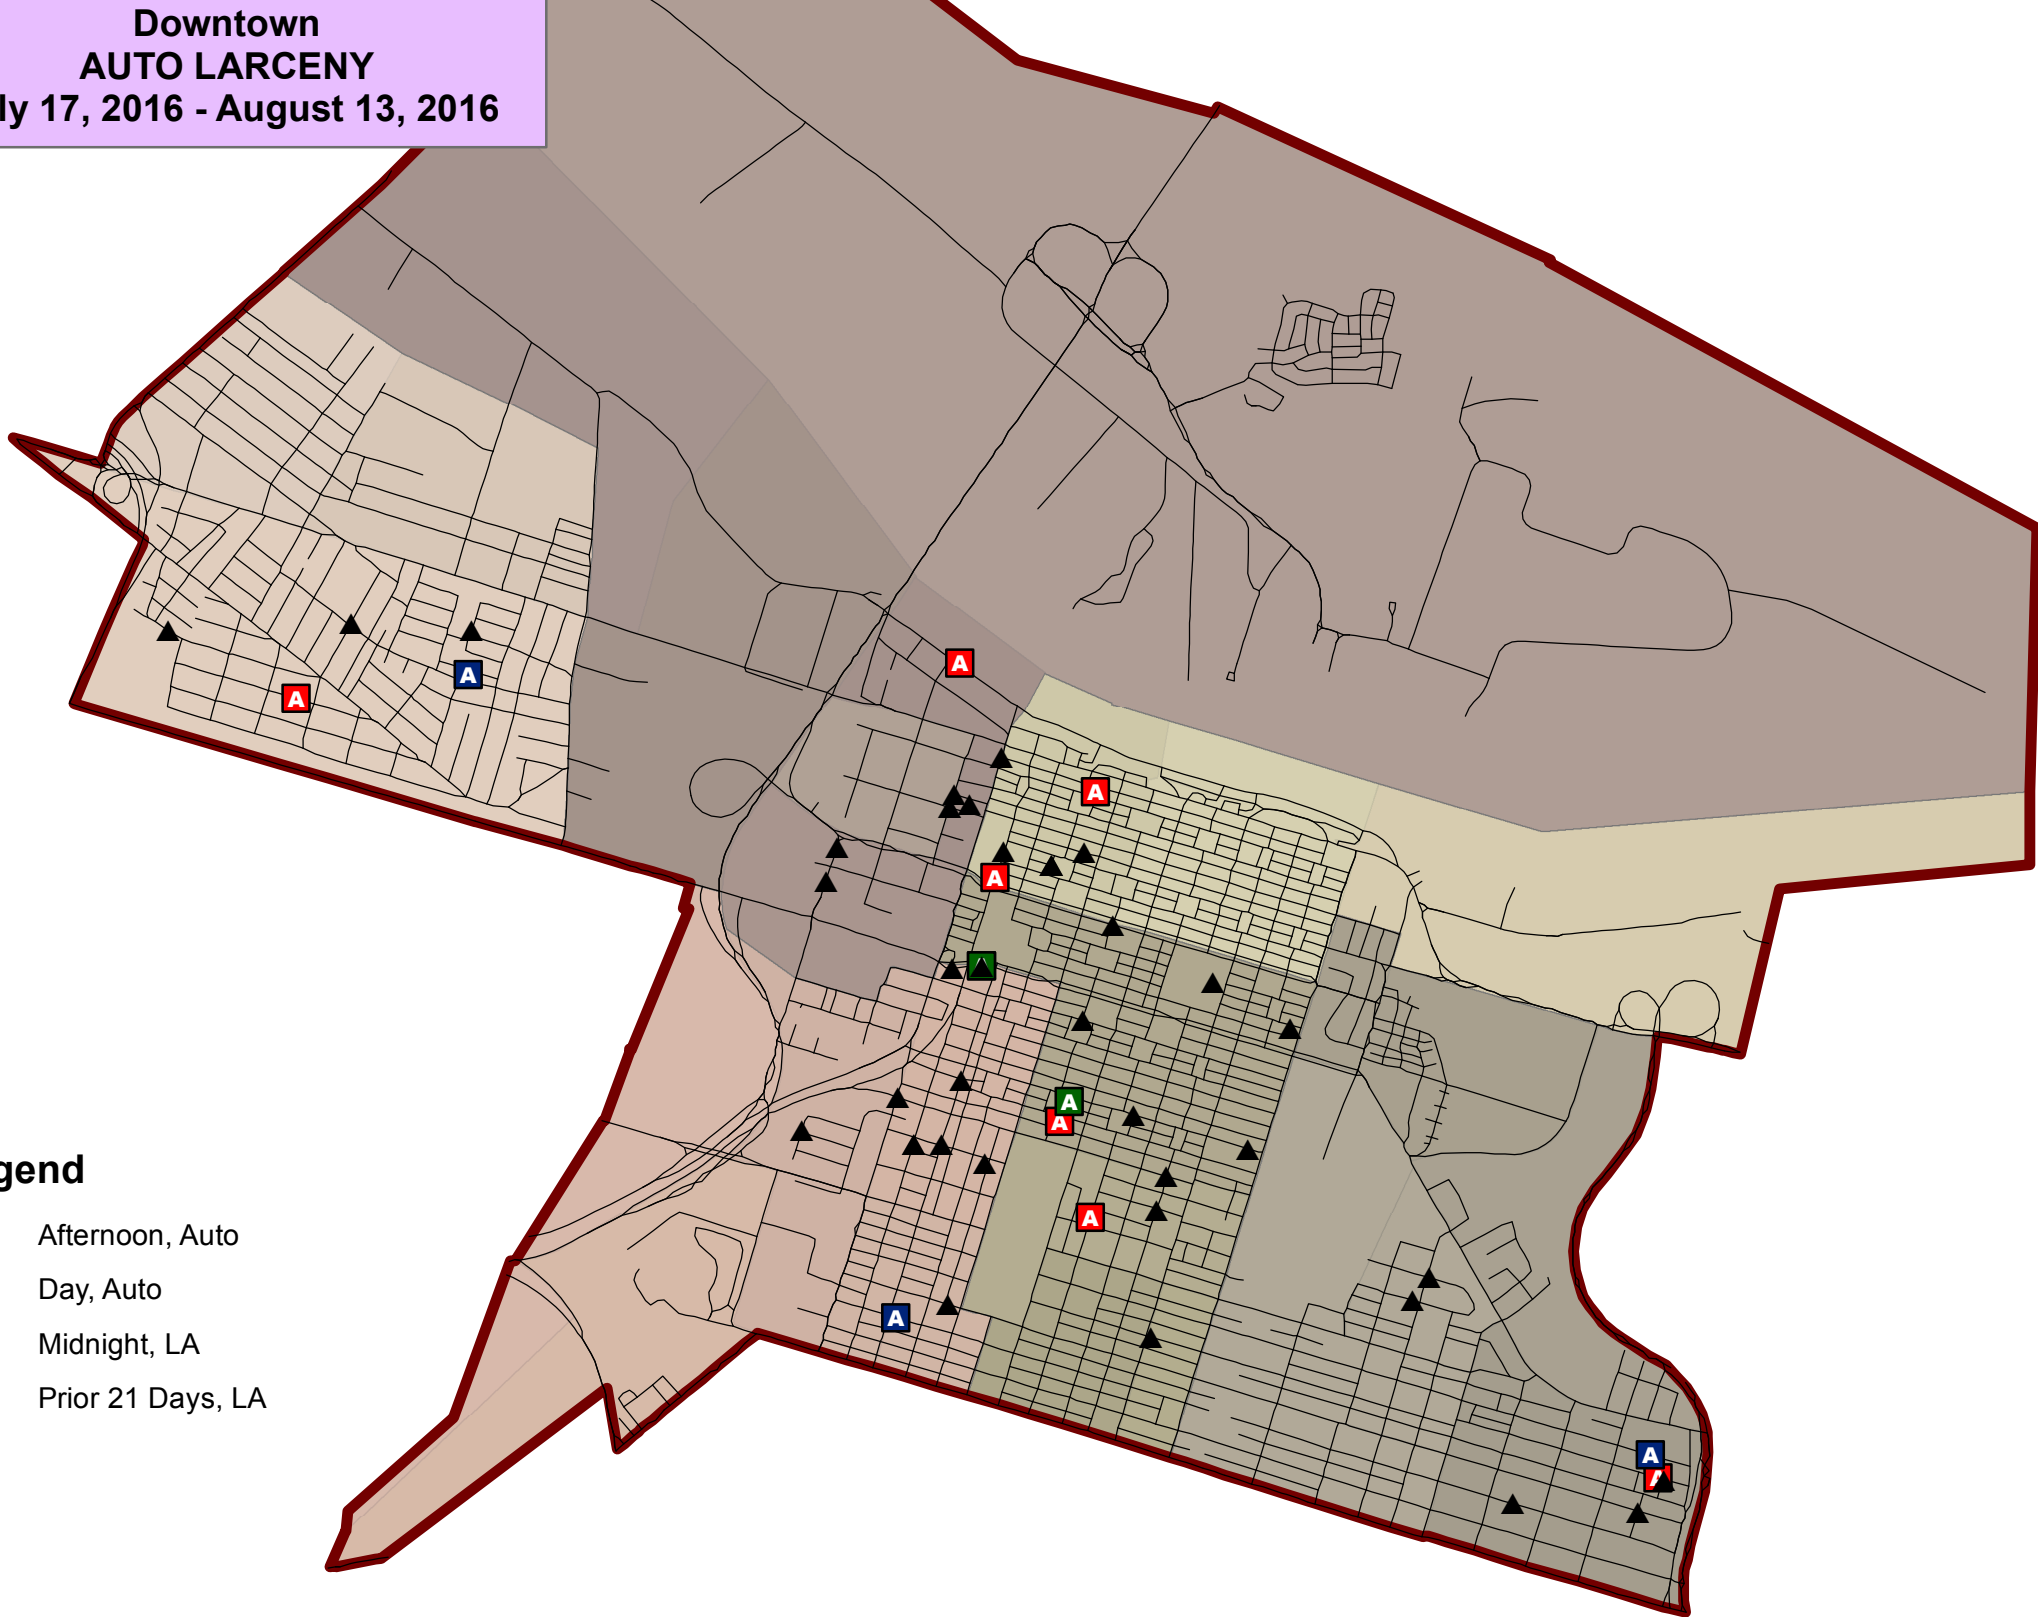 Downtown
AUTO LARCENY
ly 17, 2016 - August 13, 2016
A
A
A
A
A
A
A
A
A
A
A
A
gend
Afternoon, Auto
Day, Auto
Midnight, LA
Prior 21 Days, LA